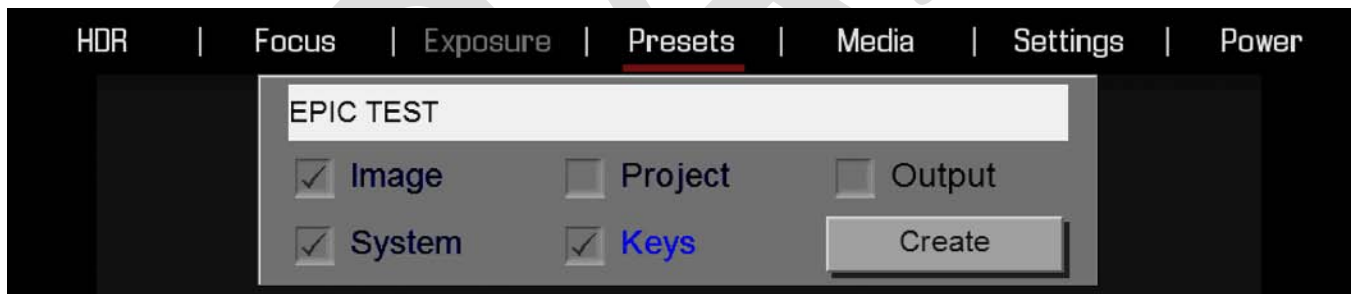 HDR | Focus | Exposure | Presets | Media | Settings | Power
EPIC TEST
Image Project Output
System Keys Create